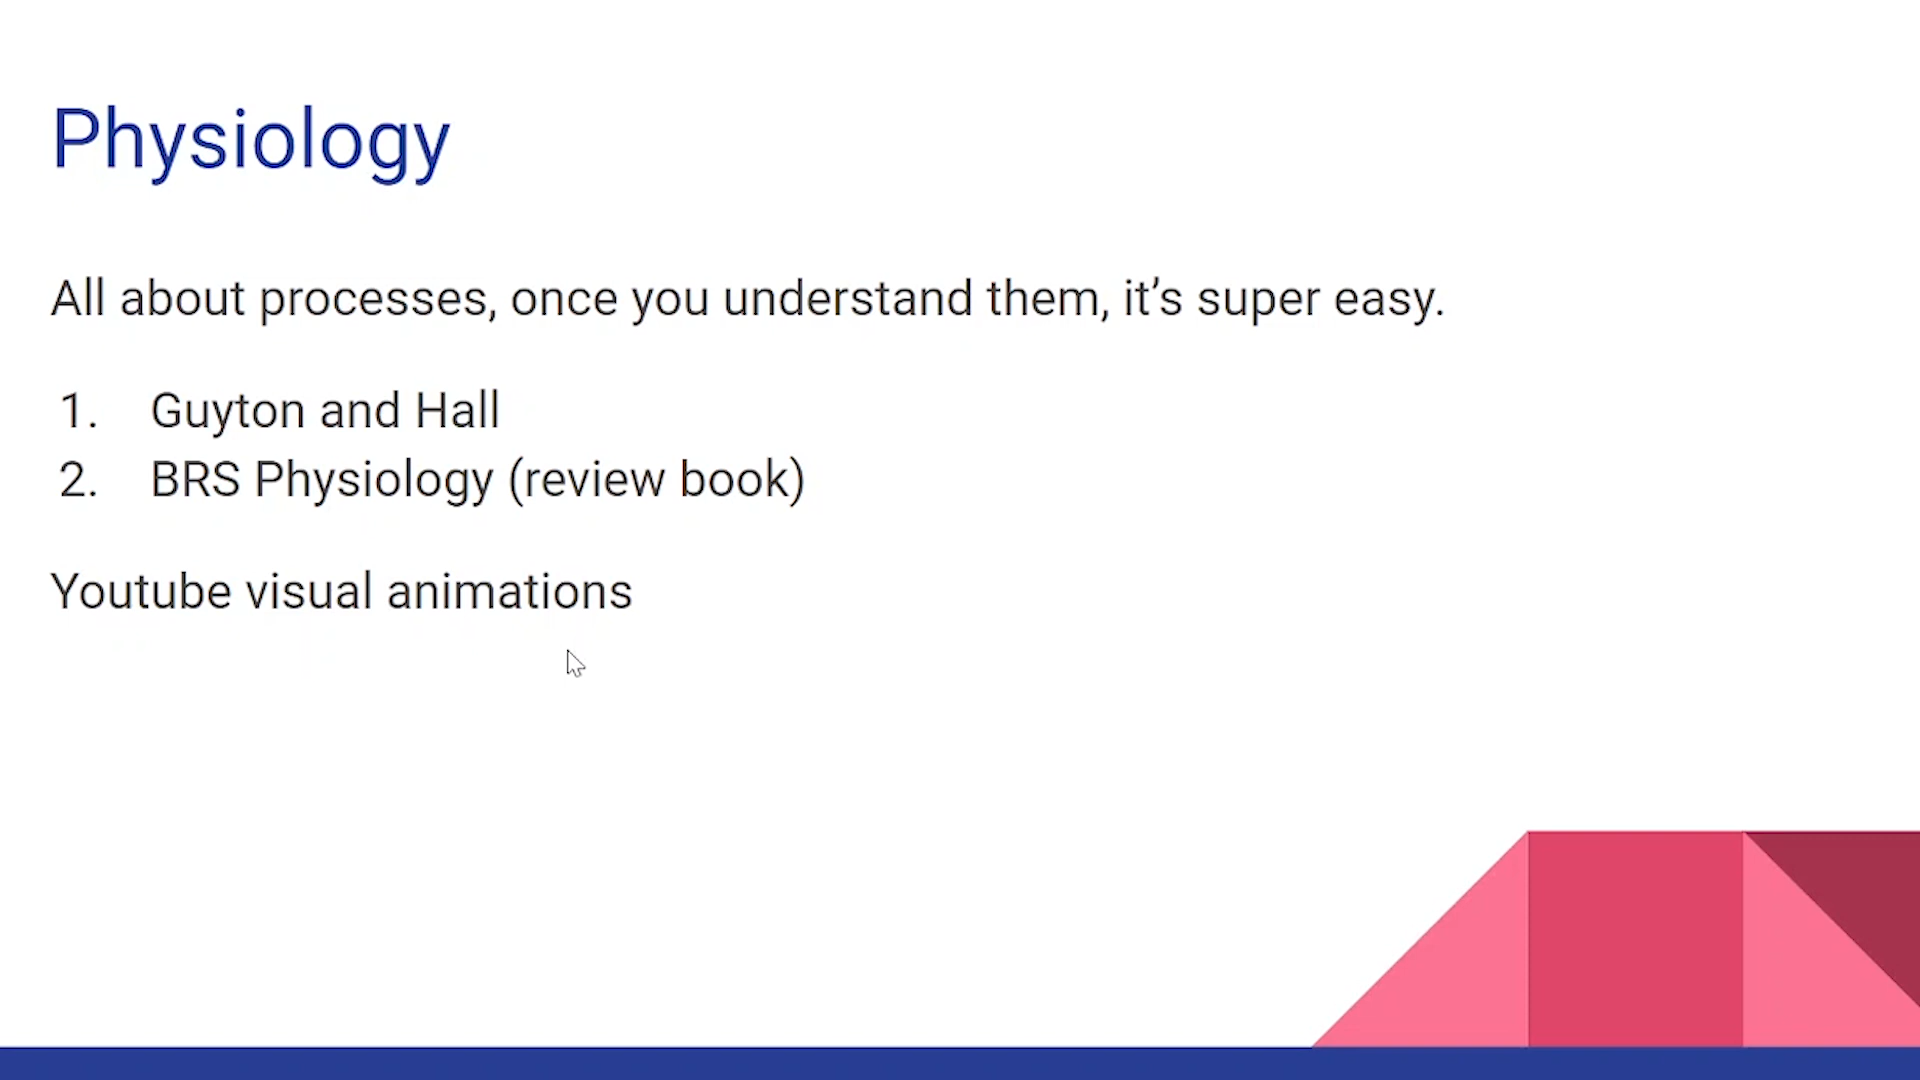 Physiology
All about processes, once you understand them, it’s super easy.
1. Guyton and Hall
2. BRS Physiology (review book)
Youtube visual animations